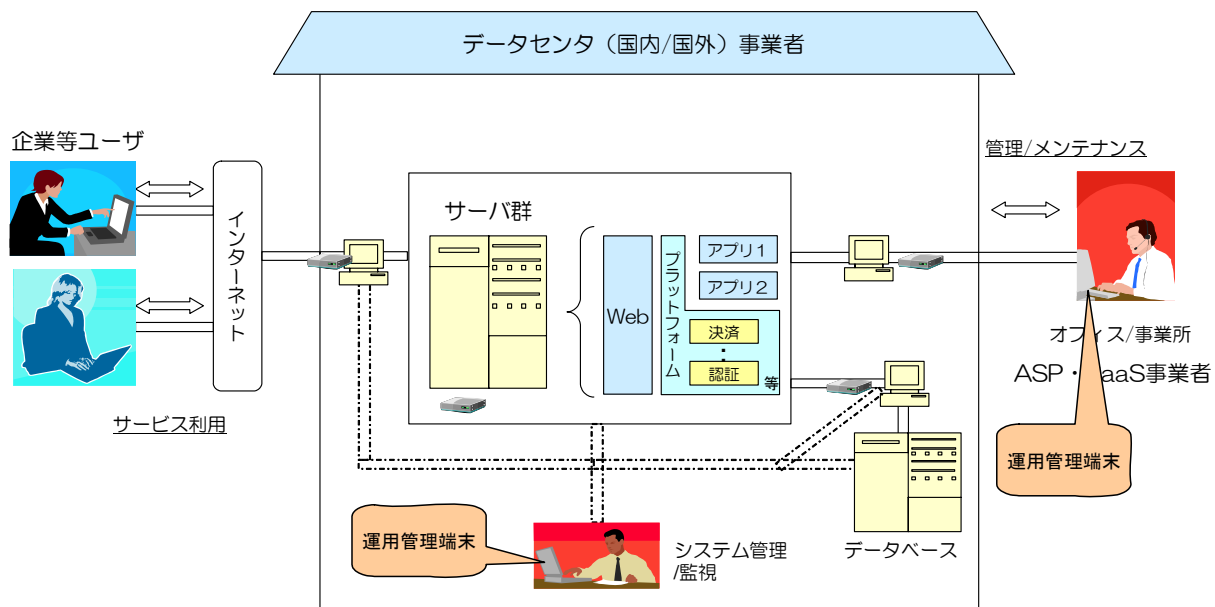 データセンタ（国内/国外）事業者
企業等ユーザ
インターネット
サービス利用
サーバ群
Web
プラットフォーム
アプリ1
アプリ2
決済
・
・
認証
等
管理/メンテナンス
オフィス/事業所
ASP・aaS事業者
運用管理端末
データベース
運用管理端末
システム管理
/監視